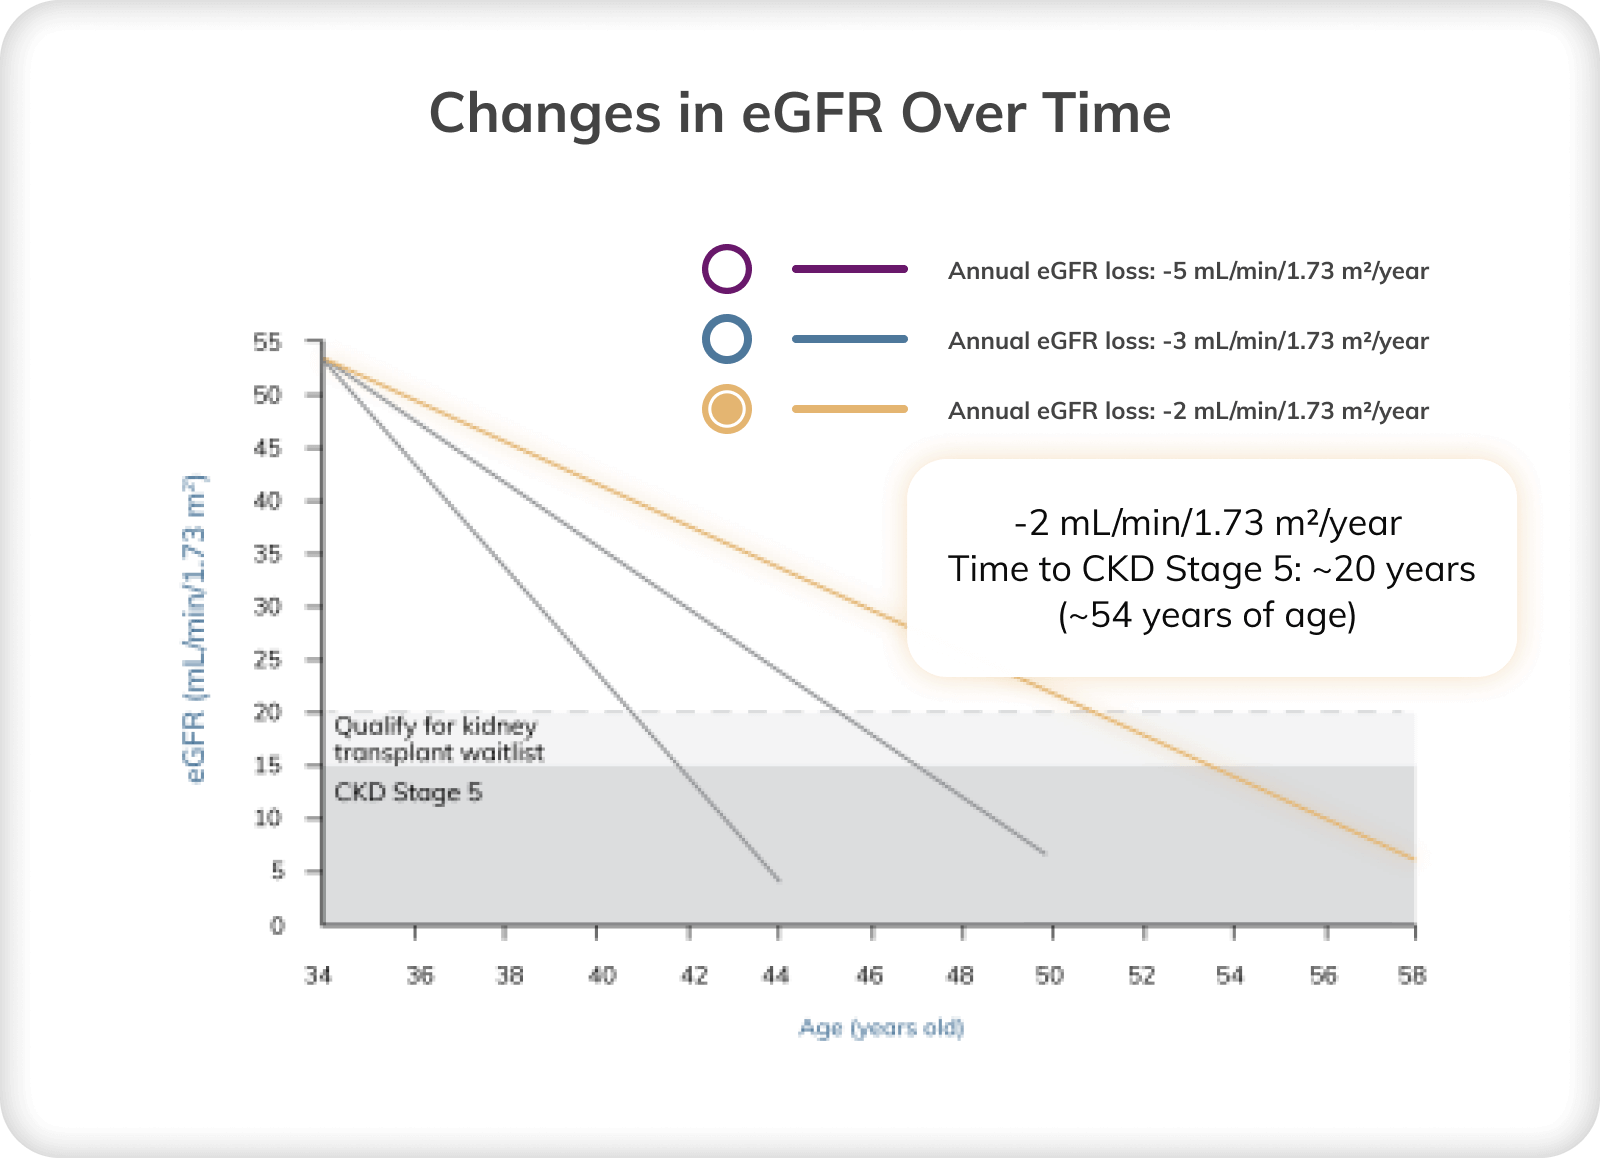 Changes in eGFR Over Time
Annual eGFR loss: -5 mL/min/1.73 m²/year
Annual eGFR loss: -3 mL/min/1.73 m²/year
Annual eGFR loss: -2 mL/min/1.73 m²/year
-2 mL/min/1.73 m²/year
Time to CKD Stage 5: ~20 years
(~54 years of age)
eGFR (mL/min/1.73 m²)
55
50
45
40
35
30
25
20
15
10
5
0
Qualify for kidney
transplant waitlist
CKD Stage 5
34 36 38 40 42 44 46 48 50 52 54 56 58
Age (years old)